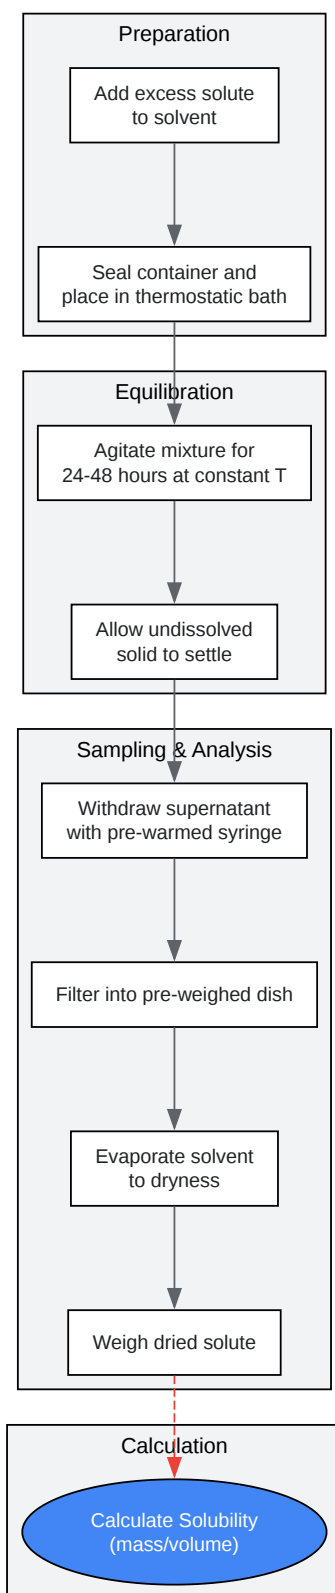 Preparation
Add excess solute
to solvent
Seal container and
place in thermostatic bath
Equilibration
Agitate mixture for
24-48 hours at constant T
Allow undissolved
solid to settle
Sampling & Analysis
Withdraw supernatant
with pre-warmed syringe
Filter into pre-weighed dish
Evaporate solvent
to dryness
Weigh dried solute
Calculation
Calculate Solubility
(mass/volume)